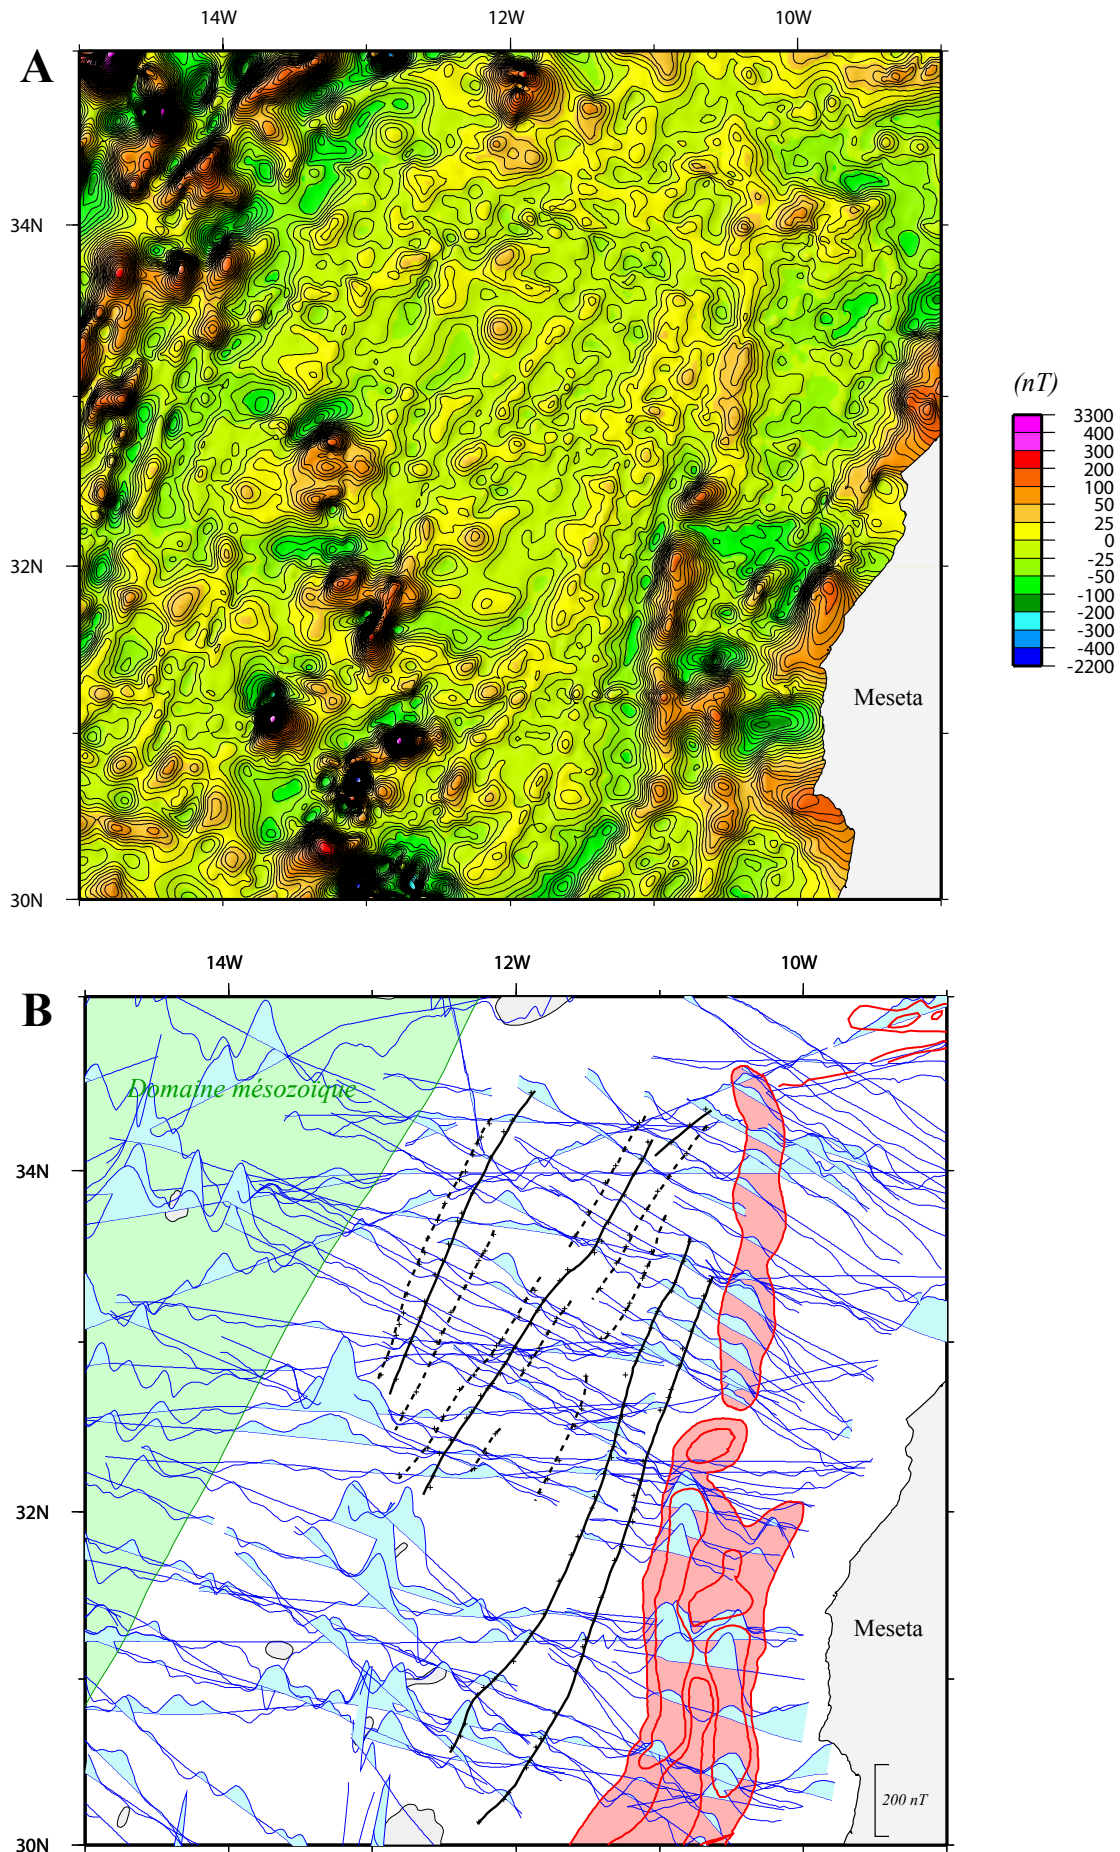 14W 12W 10W
A
34N
32N
30N
Meseta
(nT)
3300
400
300
200
100
50
25
0
-25
-50
-100
-200
-300
-400
-2200
14W 12W 10W
B
Domaine mésozoïque
34N
32N
30N
Meseta
200 nT